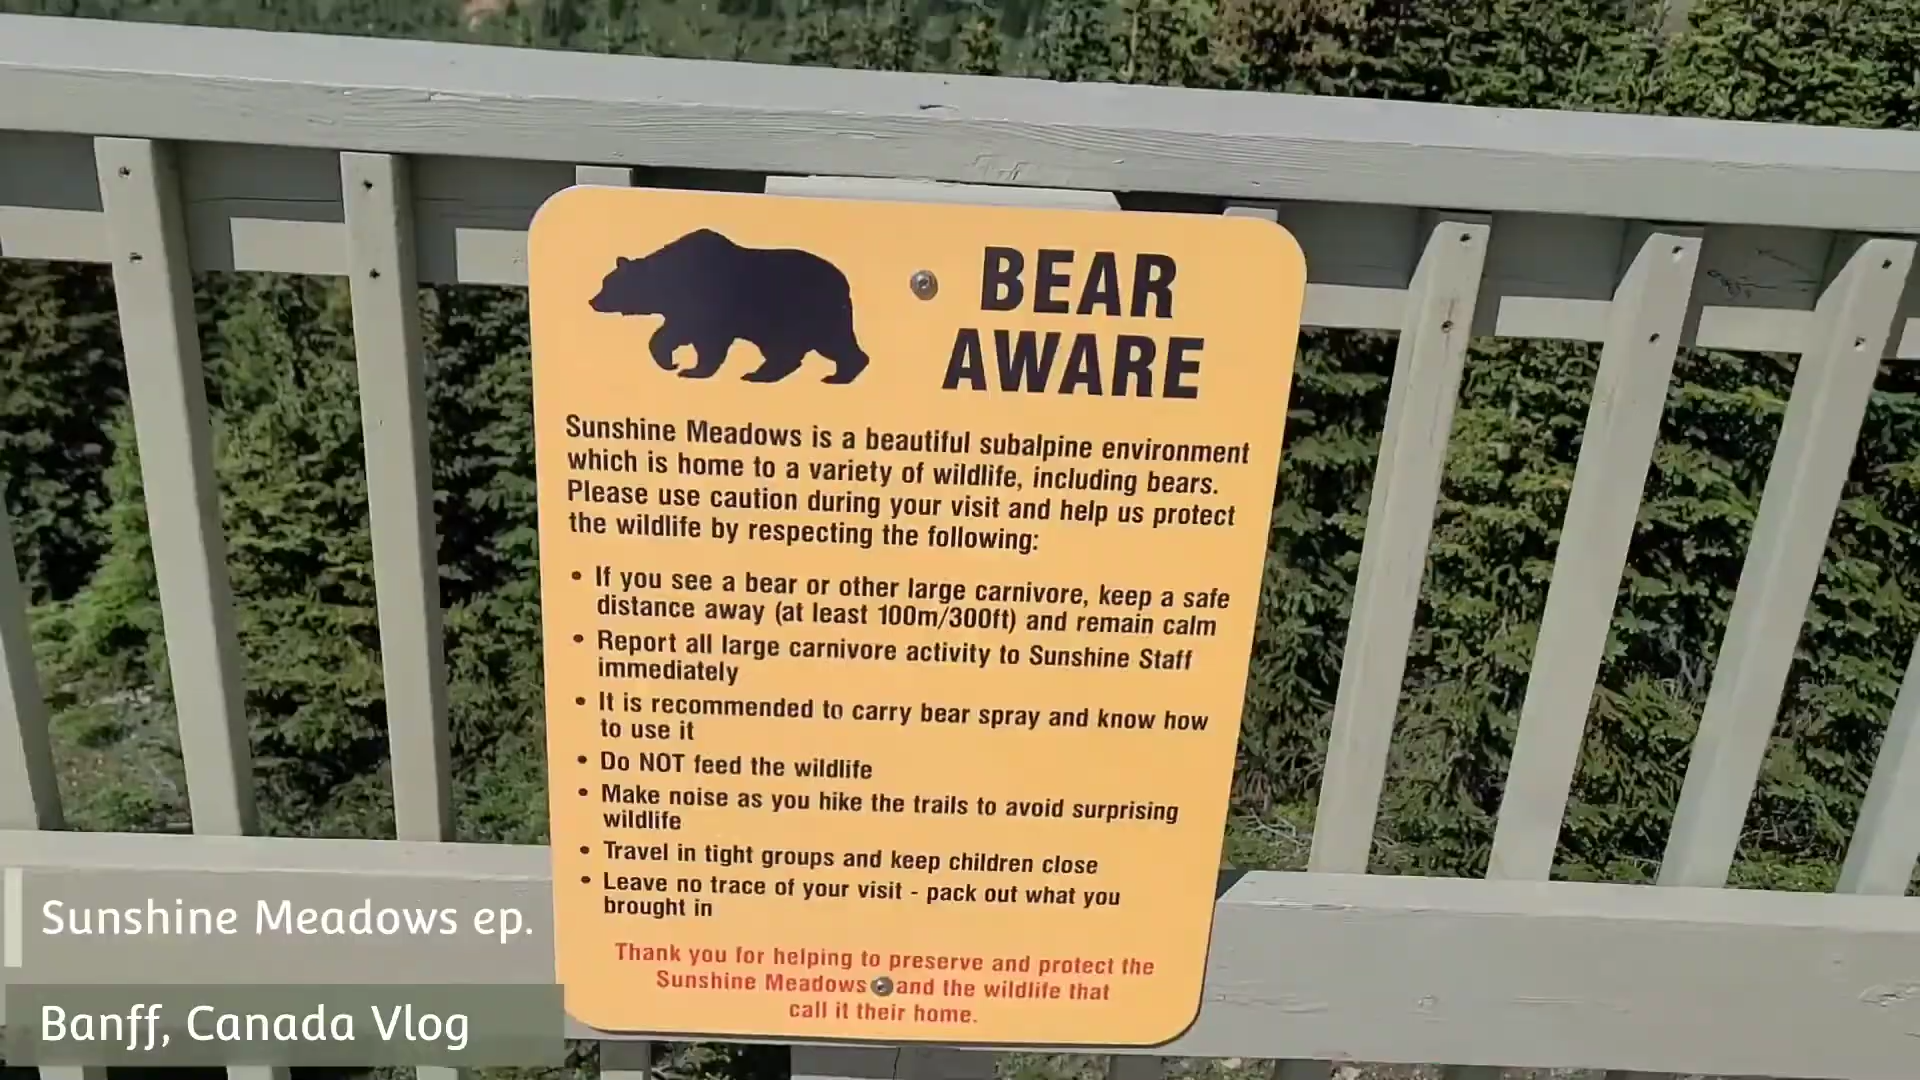 BEAR
AWARE
Sunshine Meadows is a beautiful subalpine environment
which is home to a variety of wildlife, including bears.
Please use caution during your visit and help us protect
the wildlife by respecting the following:
• If you see a bear or other large carnivore, keep a safe
distance away (at least 100m/300ft) and remain calm
• Report all large carnivore activity to Sunshine Staff
immediately
• It is recommended to carry bear spray and know how
to use it
• Do NOT feed the wildlife
• Make noise as you hike the trails to avoid surprising
wildlife
• Travel in tight groups and keep children close
• Leave no trace of your visit - pack out what you
brought in
Thank you for helping to preserve and protect the
Sunshine Meadows and the wildlife that
call it their home.
Sunshine Meadows ep.
Banff, Canada Vlog